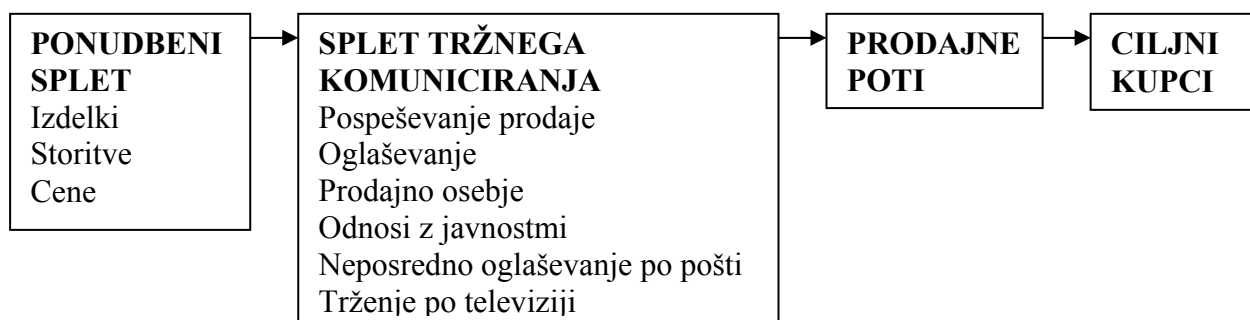 PONUDBENI
SPLET
Izdelki
Storitve
Cene
SPLET TRŽNEGA
KOMUNICIRANJA
Pospeševanje prodaje
Oglaševanje
Prodajno osebje
Odnosi z javnostmi
Neposredno oglaševanje po pošti
Trženje po televiziji
PRODAJNE
POTI
CILJNI
KUPCI